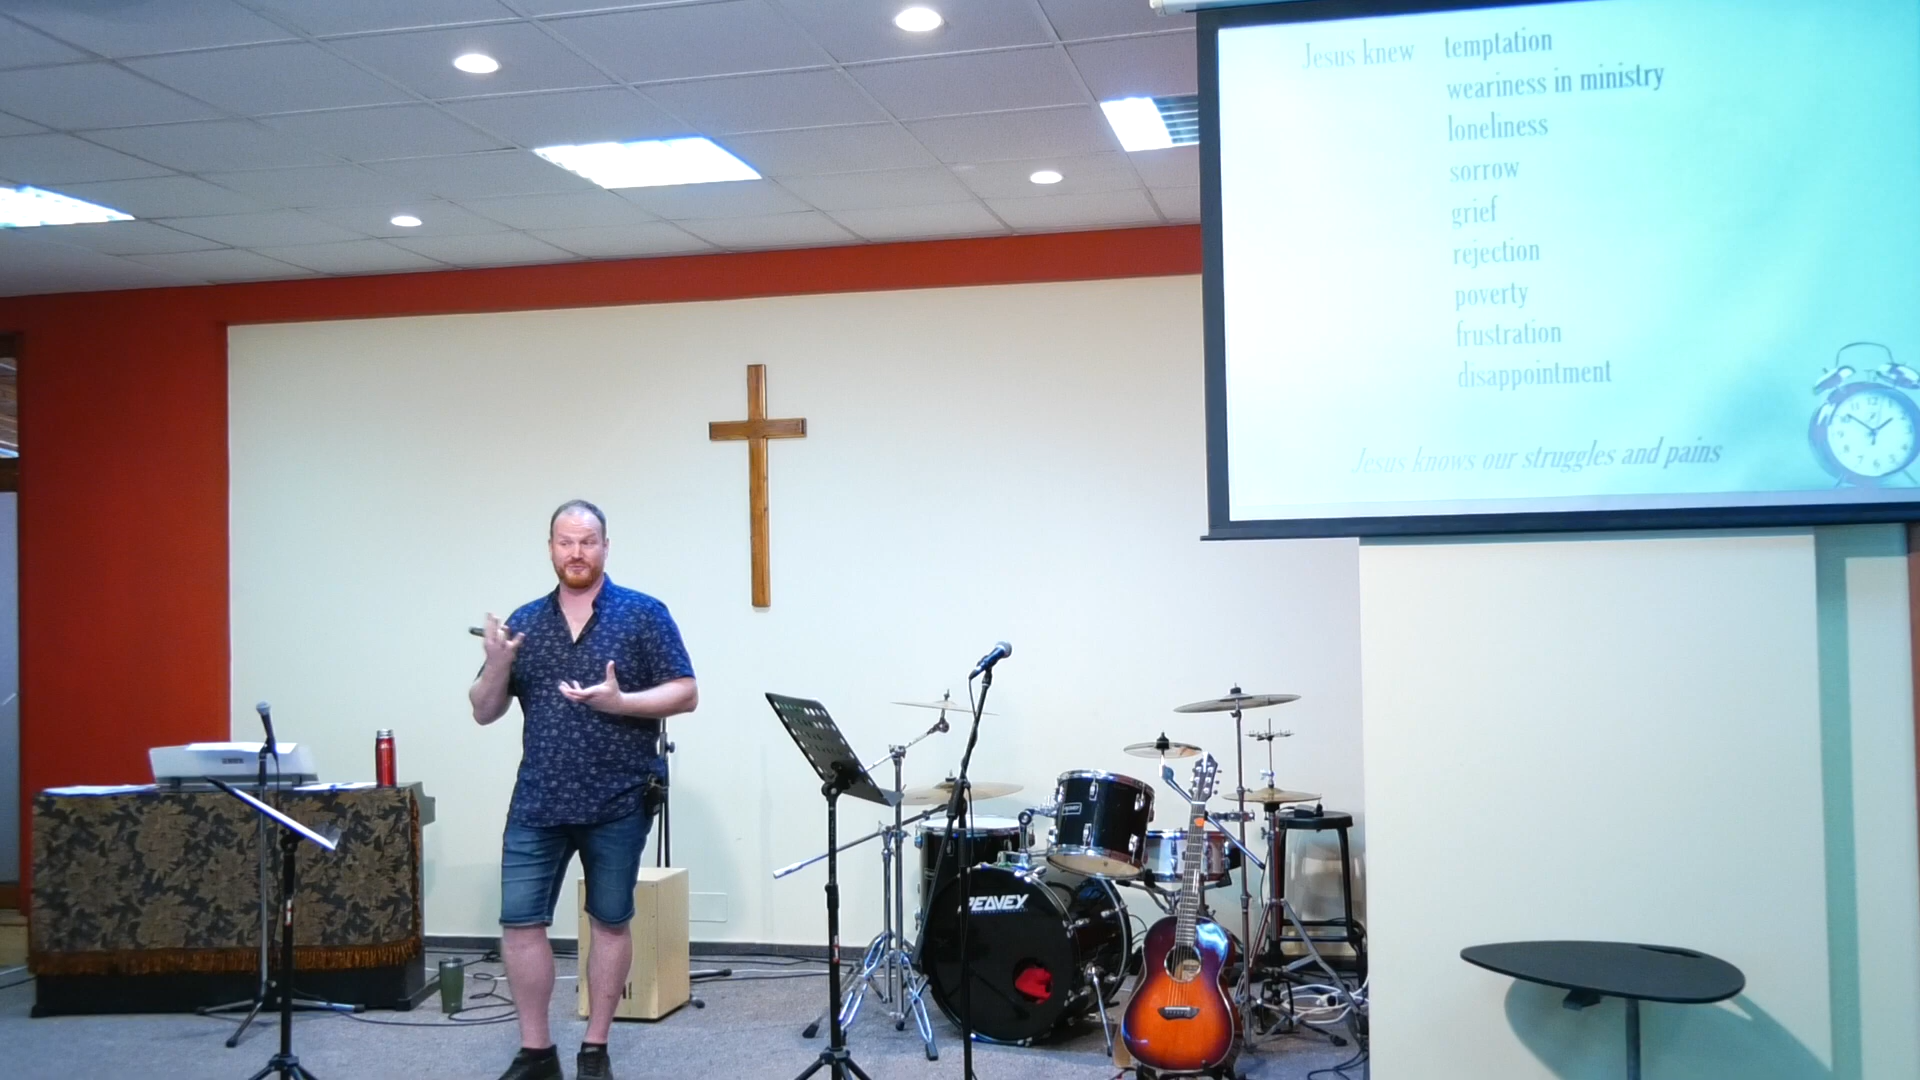 Jesus knew temptation
weariness in ministry
loneliness
sorrow
grief
rejection
poverty
frustration
disappointment
Jesus knows our struggles and pains
PEAVEY